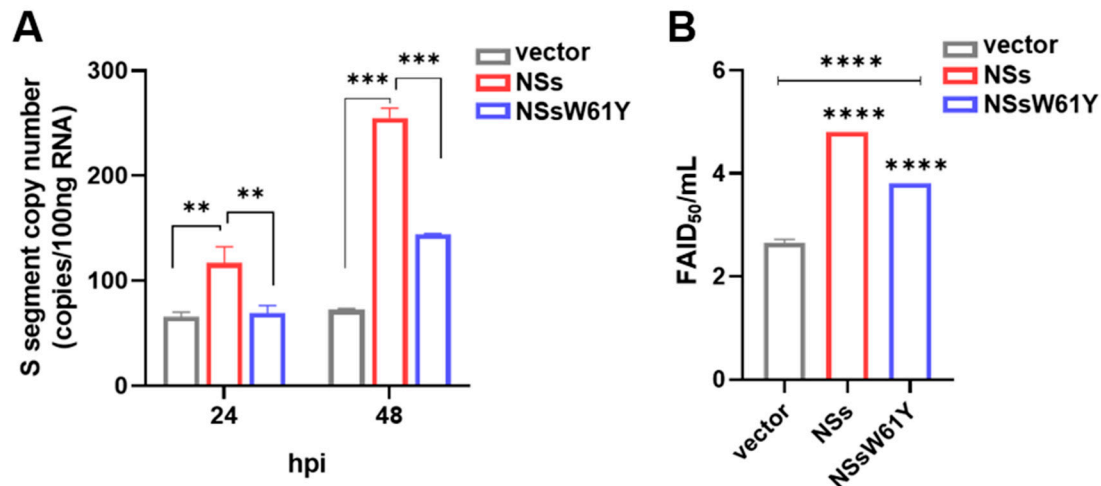 A
S segment copy number
(copies/100ng RNA)
300
200
100
0
**
**
***
***
24
48
hpi
vector
NSs
NSsW61Y
B
FAID50/mL
6
4
2
0
****
****
****
vector
NSs
NSsW61Y
vector
NSs
NSsW61Y